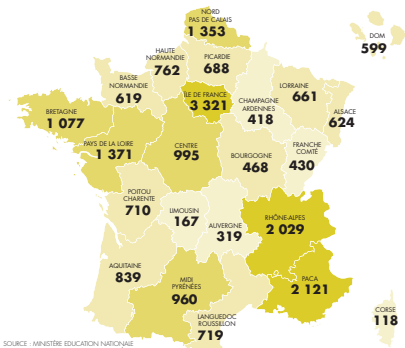 NORD
PAS DE CALAIS
1 353
DOM
599
HAUTE
NORMANDIE
762
PICARDIE
688
BASSE
NORMANDIE
619
ÎLE DE FRANCE
3 321
CHAMPAGNE
ARDENNES
418
LORRAINE
661
ALSACE
624
BRETAGNE
1 077
PAYS DE LA LOIRE
1 371
CENTRE
995
BOURGOGNE
468
FRANCHE
COMTÉ
430
POITOU
CHARENTE
710
LIMOUSIN
167
AUVERGNE
319
RHÔNE-ALPES
2 029
AQUITAINE
839
MIDI
PYRÉNÉES
960
PACA
2 121
LANGUEDOC
ROUSSILLON
719
CORSE
118
SOURCE : MINISTÈRE EDUCATION NATIONALE